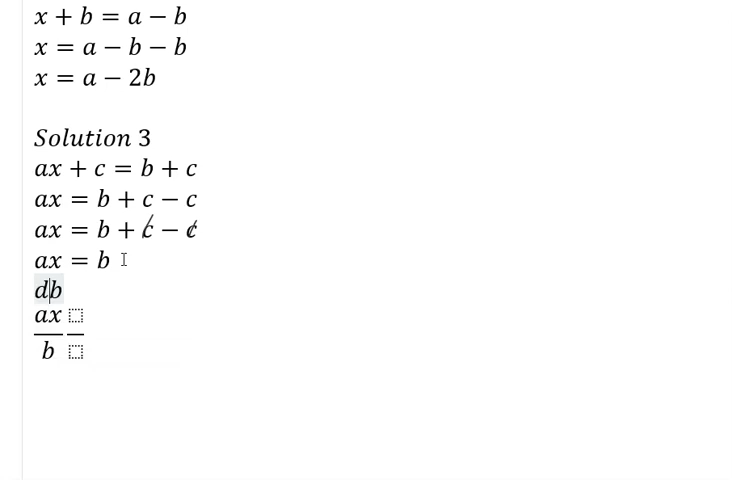 x + b = a − b
x = a − b − b
x = a − 2b
Solution 3
ax + c = b + c
ax = b + c − c
ax = b + c − c
ax = b
db
ax
b